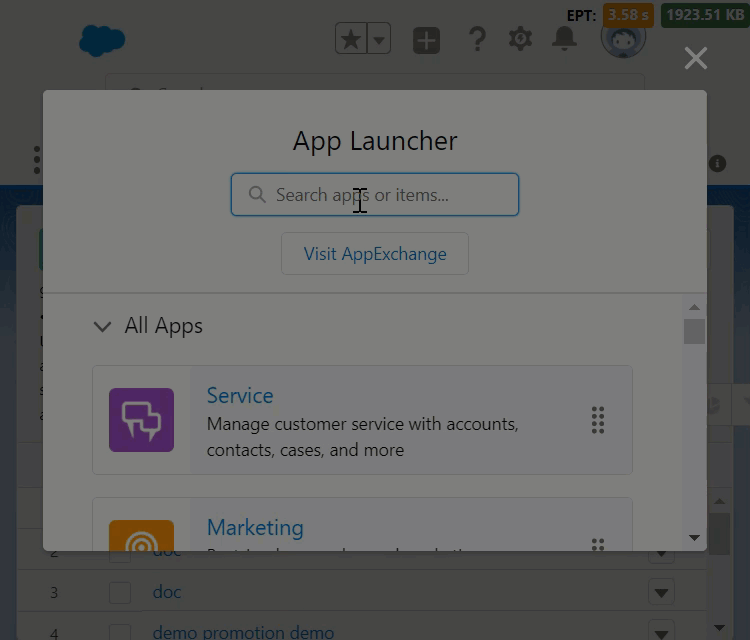 EPT: 3.58 s 1923.51 KB
App Launcher
Search apps or items...
Visit AppExchange
All Apps
Service
Manage customer service with accounts,
contacts, cases, and more
Marketing
2 doc
3 doc
4 demo promotion demo